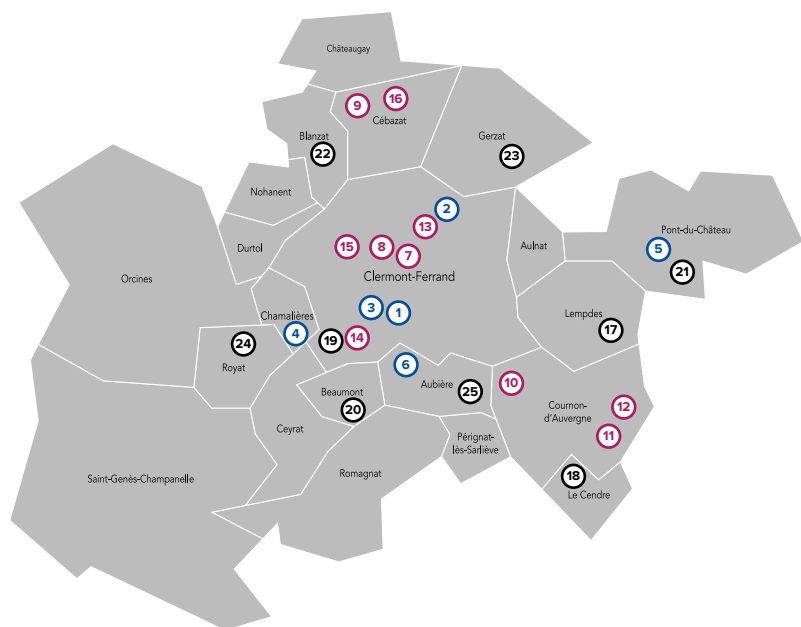 Châteaugay
9
16
Cébazat
Blanzat
22
Gerzat
23
Nohanent
2
13
15
8
7
Clermont-Ferrand
Durtol
Aulnat
Pont-du-Château
5
21
Orcines
3
1
Chamalières
4
19
14
Lempdes
17
24
Royat
6
Aubière
25
10
Beaumont
20
Cournon-
d'Auvergne
12
11
Ceyrat
Pérignat
-lès-Sarliève
Romagnat
18
Le Cendre
Saint-Genès-Champanelle